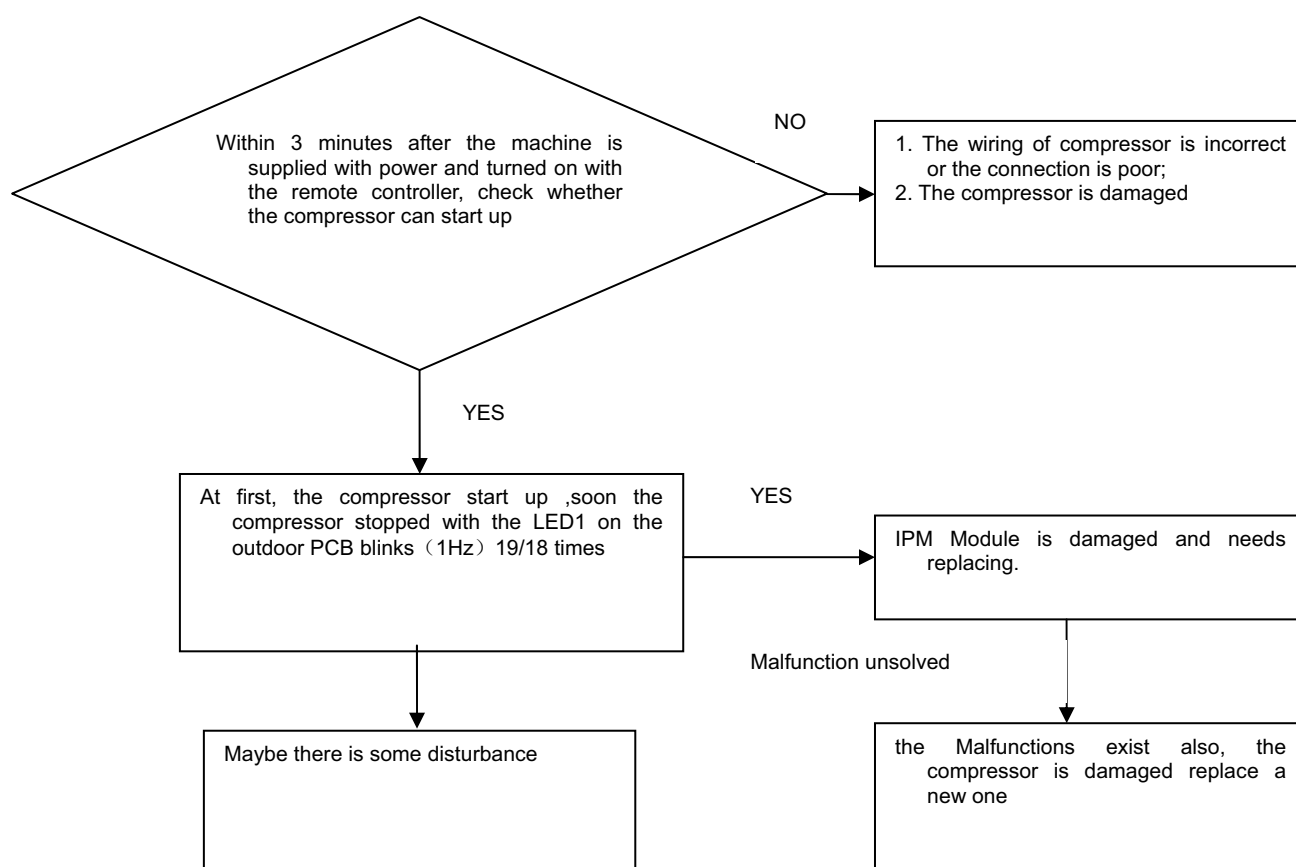 Within 3 minutes after the machine is
supplied with power and turned on with
the remote controller, check whether
the compressor can start up
NO
1. The wiring of compressor is incorrect
or the connection is poor;
2. The compressor is damaged
YES
At first, the compressor start up ,soon the
compressor stopped with the LED1 on the
outdoor PCB blinks（1Hz）19/18 times
YES
IPM Module is damaged and needs
replacing.
Malfunction unsolved
Maybe there is some disturbance
the Malfunctions exist also, the
compressor is damaged replace a
new one